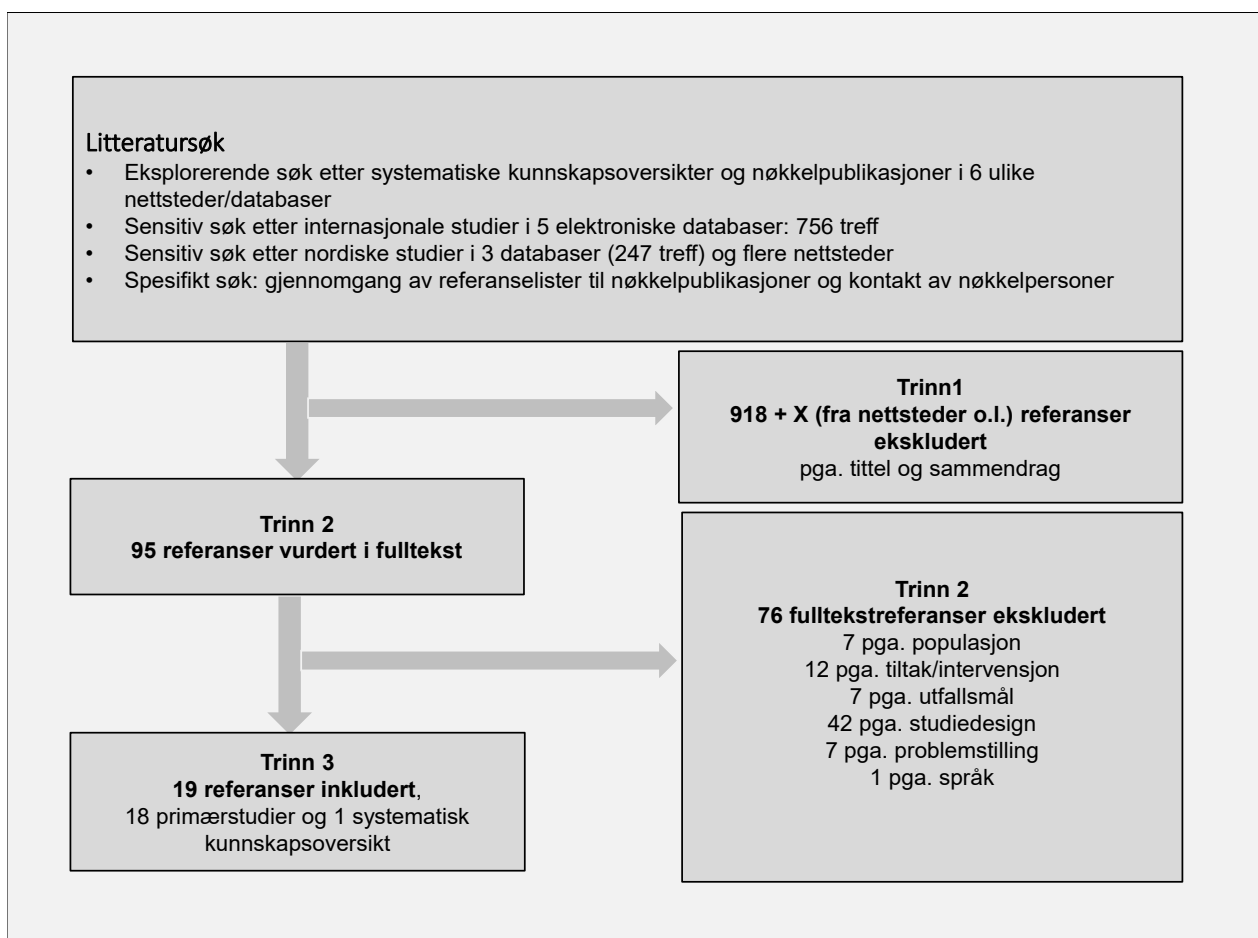 Litteratursøk
• Eksplorerende søk etter systematiske kunnskapsoversikter og nøkkelpublikasjoner i 6 ulike
nettsteder/databaser
• Sensitiv søk etter internasjonale studier i 5 elektroniske databaser: 756 treff
• Sensitiv søk etter nordiske studier i 3 databaser (247 treff) og flere nettsteder
• Spesifikt søk: gjennomgang av referanselister til nøkkelpublikasjoner og kontakt av nøkkelpersoner
Trinn1
918 + X (fra nettsteder o.l.) referanser
ekskludert
pga. tittel og sammendrag
Trinn 2
95 referanser vurdert i fulltekst
Trinn 2
76 fulltekstreferanser ekskludert
7 pga. populasjon
12 pga. tiltak/intervensjon
7 pga. utfallsmål
42 pga. studiedesign
7 pga. problemstilling
1 pga. språk
Trinn 3
19 referanser inkludert,
18 primærstudier og 1 systematisk
kunnskapsoversikt